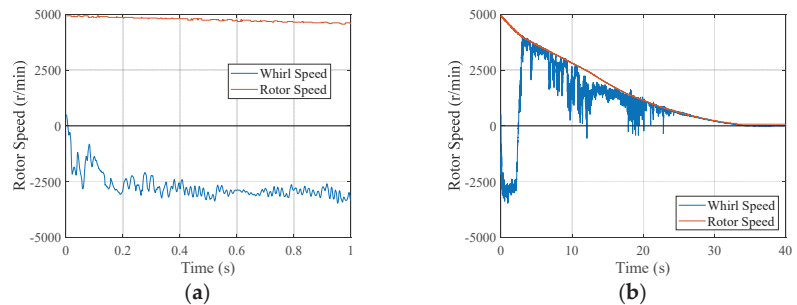 5000
2500
0
-2500
-5000
Rotor Speed (r/min)
Whirl Speed
Rotor Speed
0
0.2
0.4
0.6
0.8
1
Time (s)
(a)
5000
2500
0
-2500
-5000
Rotor Speed (r/min)
Whirl Speed
Rotor Speed
0
10
20
30
40
Time (s)
(b)